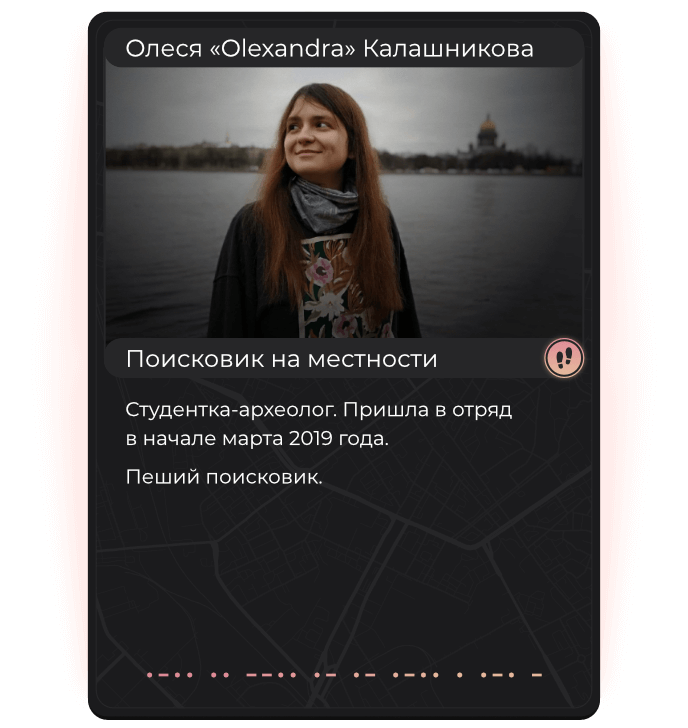 Олеся «Olexandra» Калашникова
Поисковик на местности
Студентка-археолог. Пришла в отряд
в начале марта 2019 года.
Пеший поисковик.